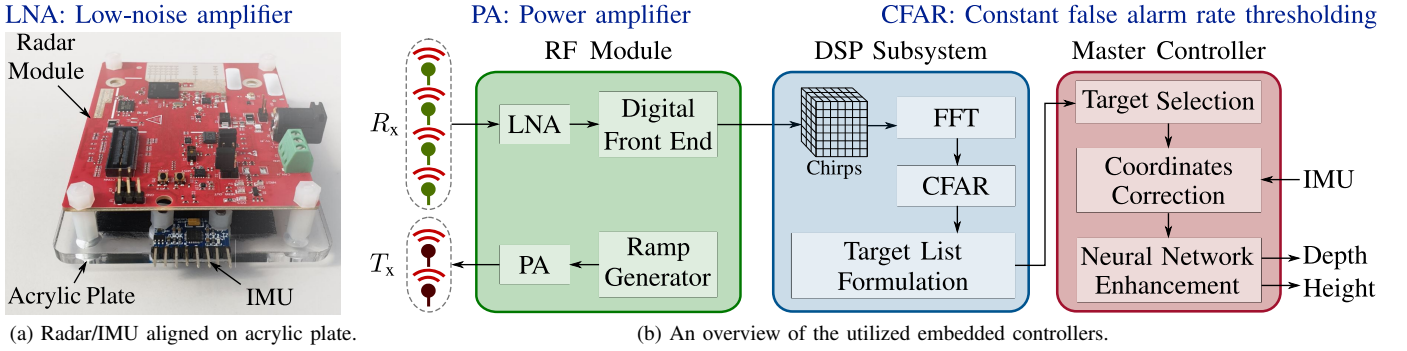 LNA: Low-noise amplifier
PA: Power amplifier
CFAR: Constant false alarm rate thresholding
Radar
Module
Acrylic Plate
IMU
(a) Radar/IMU aligned on acrylic plate.
RF Module
DSP Subsystem
Master Controller
Rx
LNA
Digital
Front End
Tx
PA
Ramp
Generator
Chirps
FFT
CFAR
Target List
Formulation
Target Selection
Coordinates
Correction
IMU
Neural Network
Enhancement
Depth
Height
(b) An overview of the utilized embedded controllers.